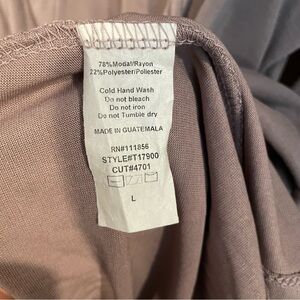 78%Modal/Rayon
22%Polyester/Poliester
Cold Hand Wash
Do not bleach
Do not iron
Do not Tumble dry
MADE IN GUATEMALA
RN#111856
STYLE#T17900
CUT#4701
L